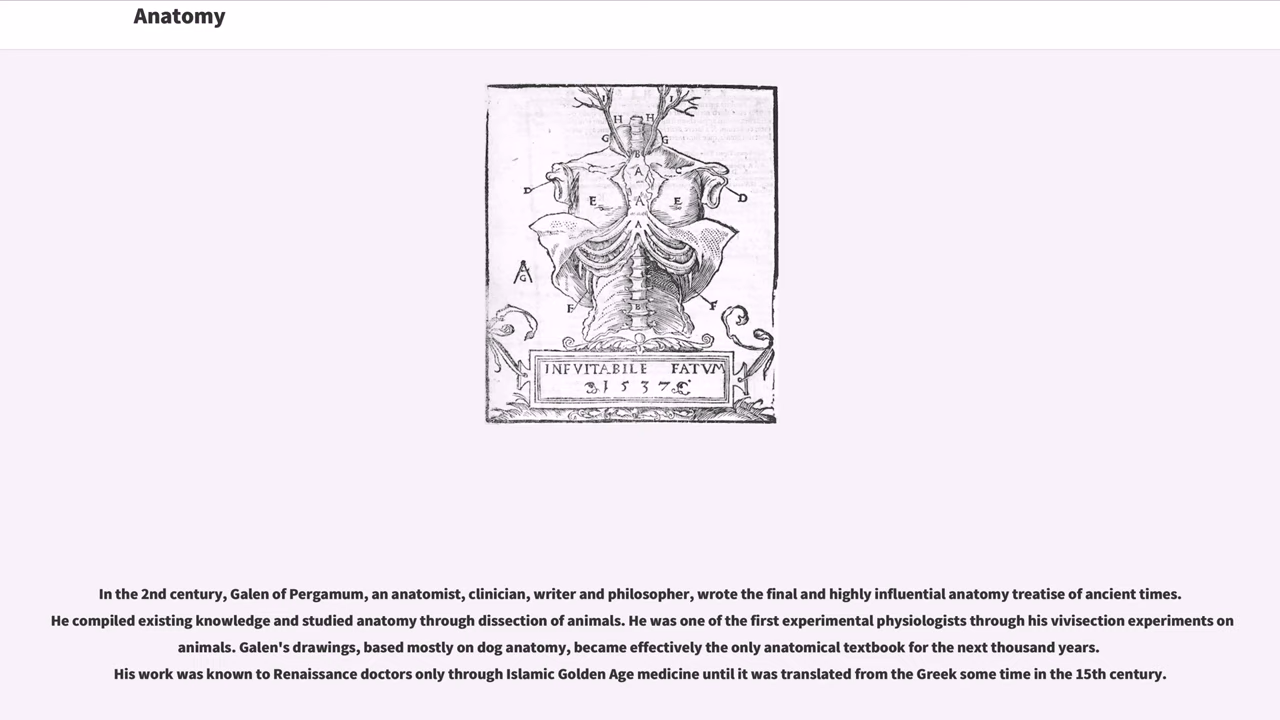 Anatomy
I I
H H
G G
B
C A C
D D
E A E
A
A
G
F B F
INEVITABILE FATVM
1537
In the 2nd century, Galen of Pergamum, an anatomist, clinician, writer and philosopher, wrote the final and highly influential anatomy treatise of ancient times.
He compiled existing knowledge and studied anatomy through dissection of animals. He was one of the first experimental physiologists through his vivisection experiments on
animals. Galen's drawings, based mostly on dog anatomy, became effectively the only anatomical textbook for the next thousand years.
His work was known to Renaissance doctors only through Islamic Golden Age medicine until it was translated from the Greek some time in the 15th century.